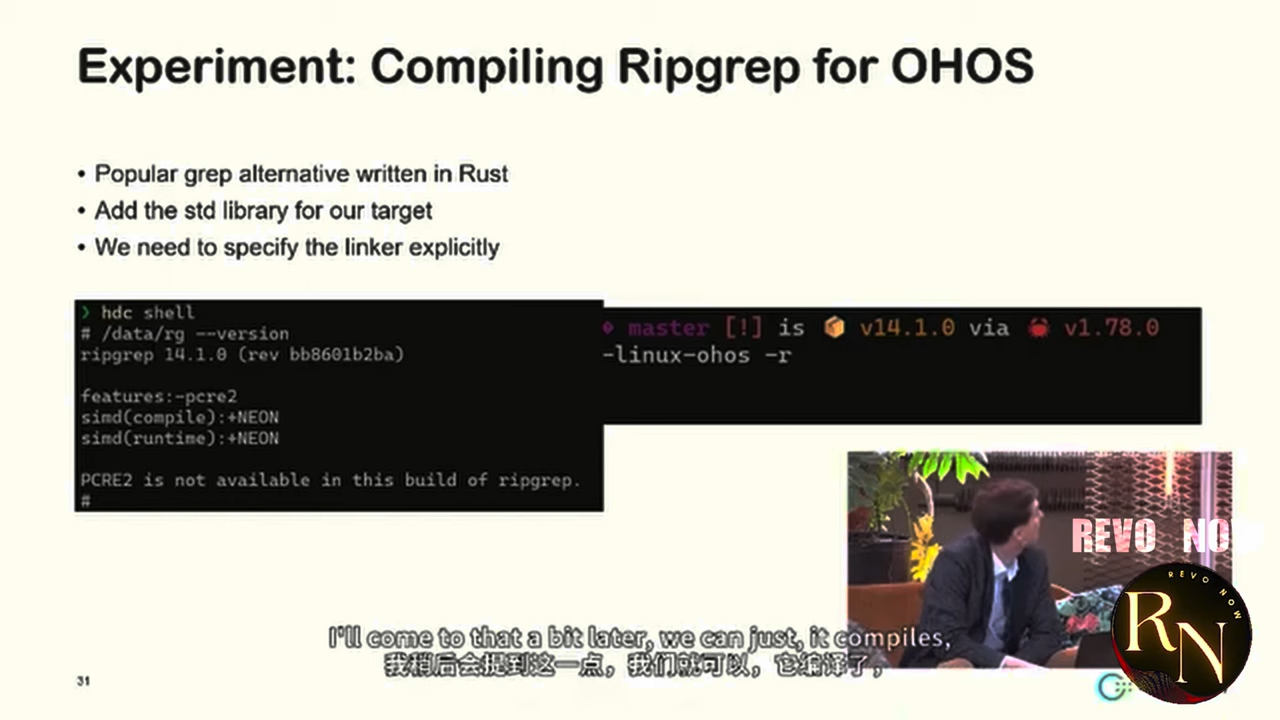 Experiment: Compiling Ripgrep for OHOS
• Popular grep alternative written in Rust
• Add the std library for our target
• We need to specify the linker explicitly
❯ hdc shell
# /data/rg --version
ripgrep 14.1.0 (rev bb8601b2ba)
features:-pcre2
simd(compile):+NEON
simd(runtime):+NEON
PCRE2 is not available in this build of ripgrep.
#
master [!] is 📦 v14.1.0 via 🦀 v1.78.0
-linux-ohos -r
REVO NOW
REVO NOW
RN
I'll come to that a bit later, we can just, it compiles,
我稍后会提到这一点，我们就可以，它编译了，
31